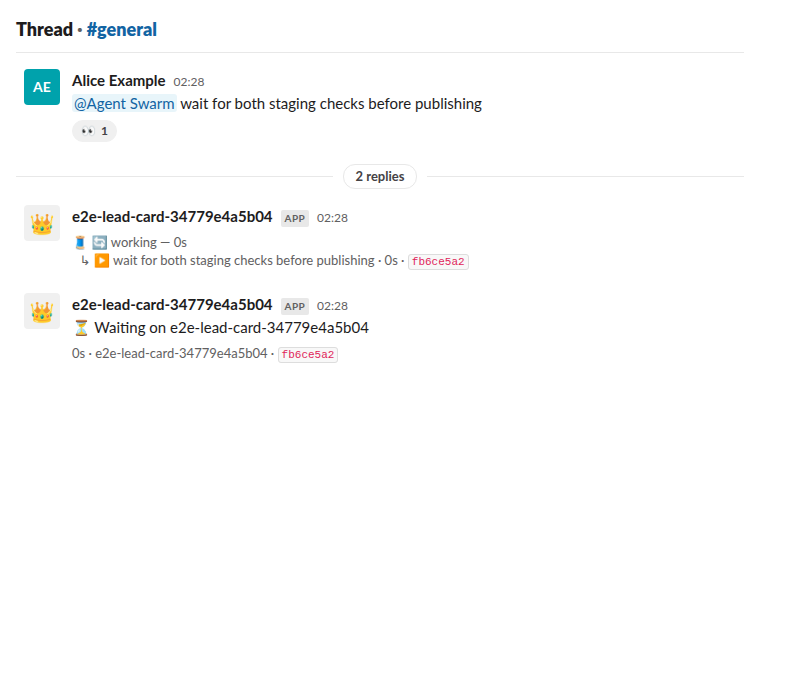 Thread • #general
AE
Alice Example 02:28
@Agent Swarm wait for both staging checks before publishing
👀 1
2 replies
e2e-lead-card-34779e4a5b04 APP 02:28
🧵 🔄 working — 0s
↳ ▶️ wait for both staging checks before publishing · 0s · fb6ce5a2
e2e-lead-card-34779e4a5b04 APP 02:28
⏳ Waiting on e2e-lead-card-34779e4a5b04
0s · e2e-lead-card-34779e4a5b04 · fb6ce5a2